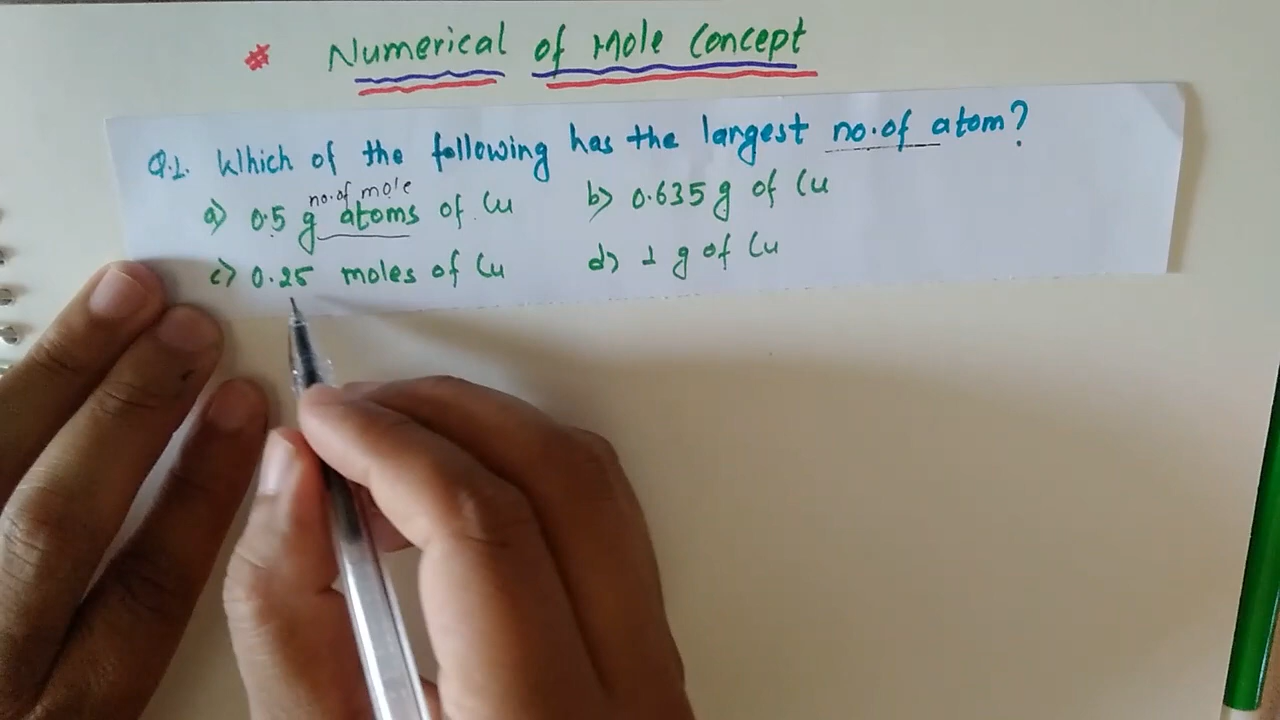 * Numerical of Mole Concept
Q.1. Which of the following has the largest no. of atom?
no. of mole
a) 0.5 g atoms of Cu b) 0.635 g of Cu
c) 0.25 moles of Cu d) 1 g of Cu